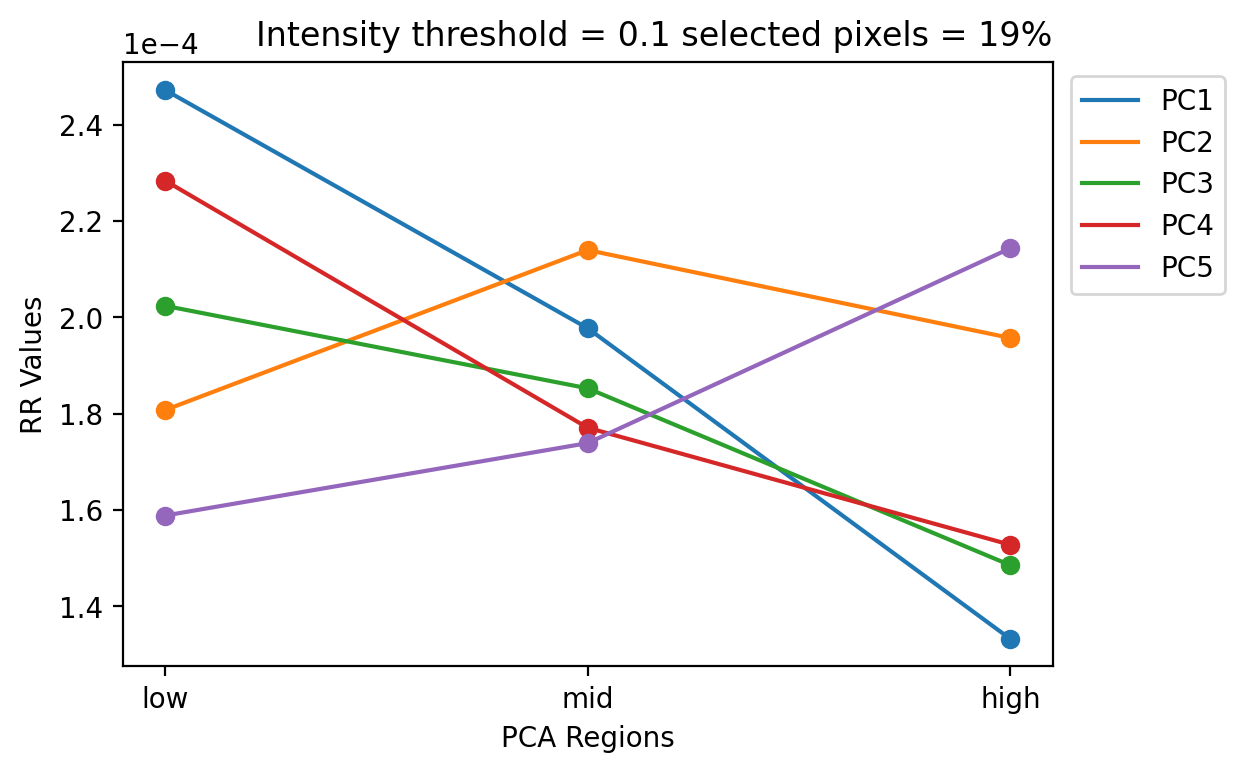 Intensity threshold = 0.1 selected pixels = 19%
1e−4
2.4
2.2
2.0
1.8
1.6
1.4
RR Values
low
mid
high
PCA Regions
PC1
PC2
PC3
PC4
PC5